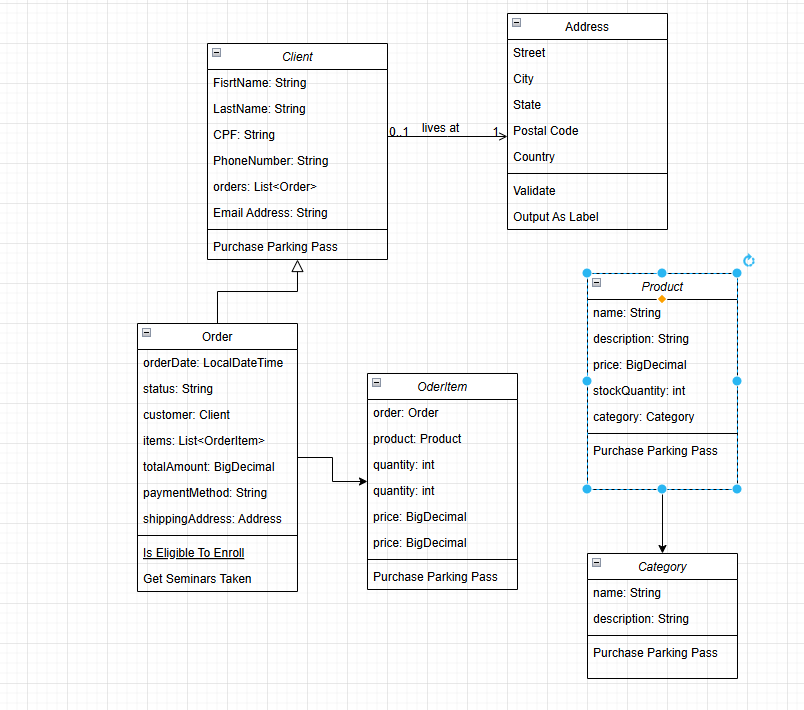 Client
FisrtName: String
LastName: String
CPF: String
PhoneNumber: String
orders: List<Order>
Email Address: String
Purchase Parking Pass
0..1
lives at
1
Address
Street
City
State
Postal Code
Country
Validate
Output As Label
Order
orderDate: LocalDateTime
status: String
customer: Client
items: List<OrderItem>
totalAmount: BigDecimal
paymentMethod: String
shippingAddress: Address
Is Eligible To Enroll
Get Seminars Taken
OderItem
order: Order
product: Product
quantity: int
quantity: int
price: BigDecimal
price: BigDecimal
Purchase Parking Pass
Product
name: String
description: String
price: BigDecimal
stockQuantity: int
category: Category
Purchase Parking Pass
Category
name: String
description: String
Purchase Parking Pass